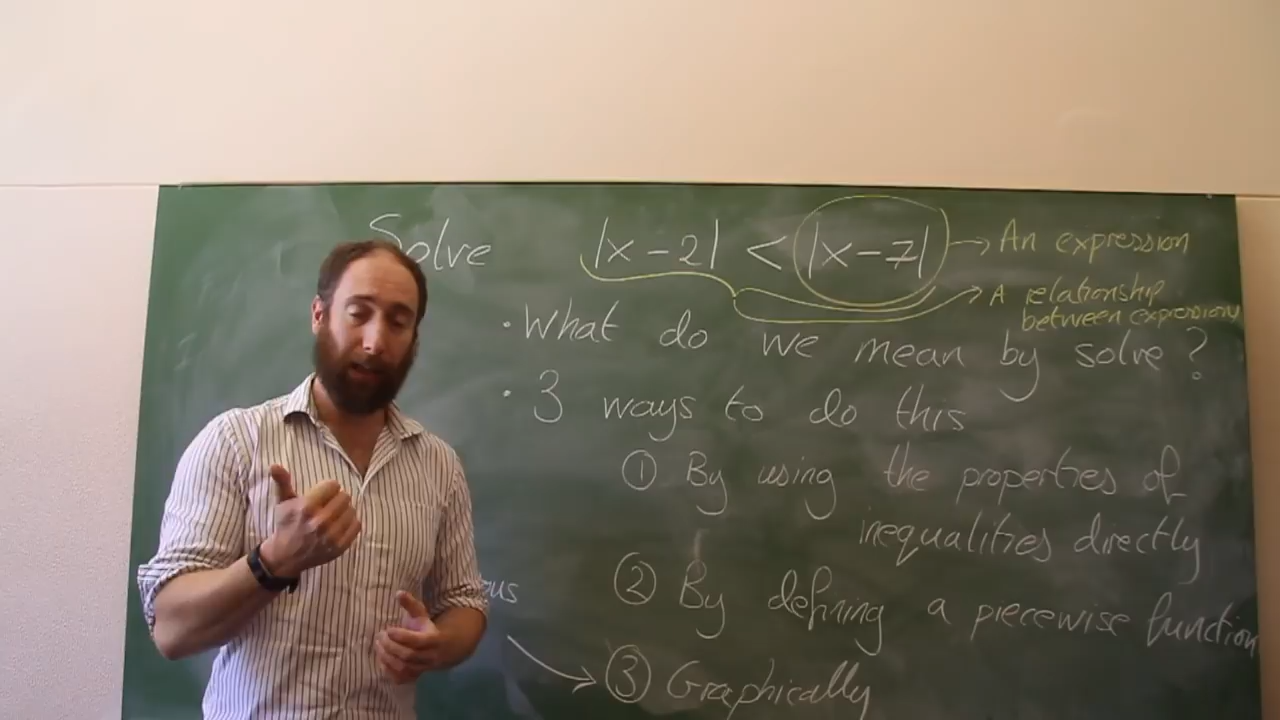 Solve |x-2| < |x-7| An expression
A relationship
between expression
• What do we mean by solve?
• 3 ways to do this
① By using the properties of
inequalities directly
② By defining a piecewise function
③ Graphically